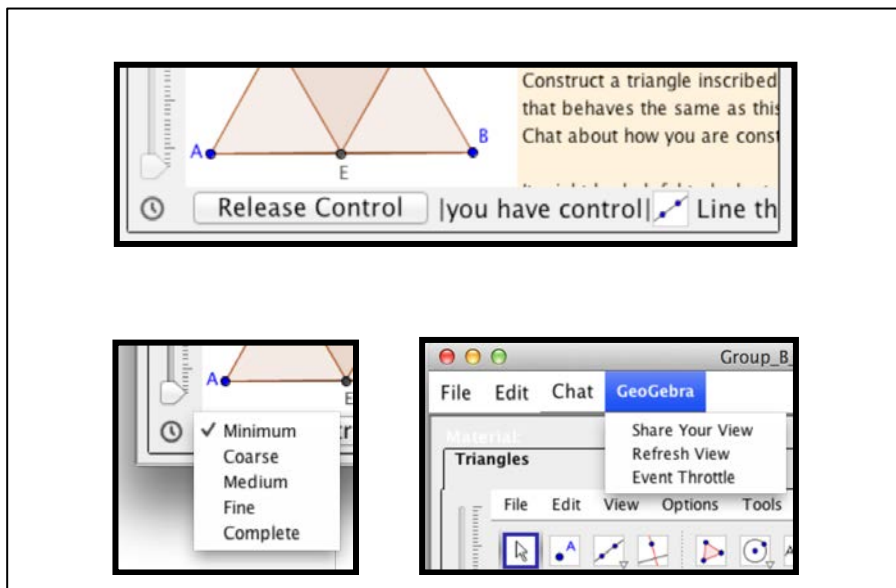 Construct a triangle inscribed
that behaves the same as this
Chat about how you are const
A
B
E
Release Control |you have control| Line th
A
E
✓ Minimum
Coarse
Medium
Fine
Complete
Group_B_
File Edit Chat GeoGebra
Material:
Share Your View
Triangles
Refresh View
Event Throttle
File Edit View Options Tools
A